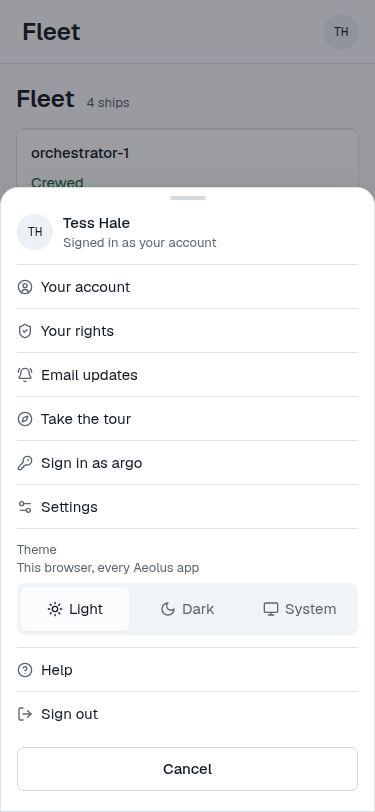 Fleet
TH
Fleet 4 ships
orchestrator-1
Crewed
TH
Tess Hale
Signed in as your account
Your account
Your rights
Email updates
Take the tour
Sign in as argo
Settings
Theme
This browser, every Aeolus app
Light Dark System
Help
Sign out
Cancel